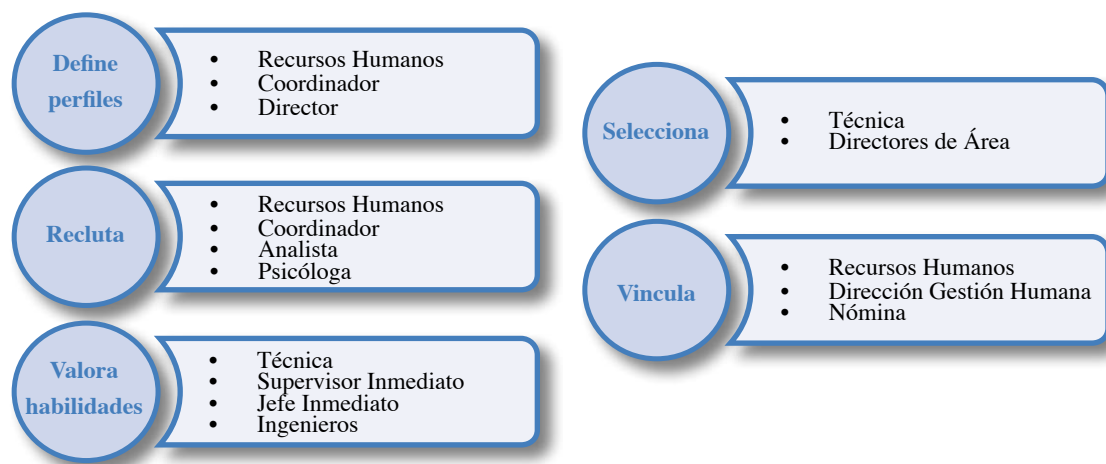 Define
perfiles
Recursos Humanos
Coordinador
Director
Recluta
Recursos Humanos
Coordinador
Analista
Psicóloga
Valora
habilidades
Técnica
Supervisor Inmediato
Jefe Inmediato
Ingenieros
Selecciona
Técnica
Directores de Área
Vincula
Recursos Humanos
Dirección Gestión Humana
Nómina